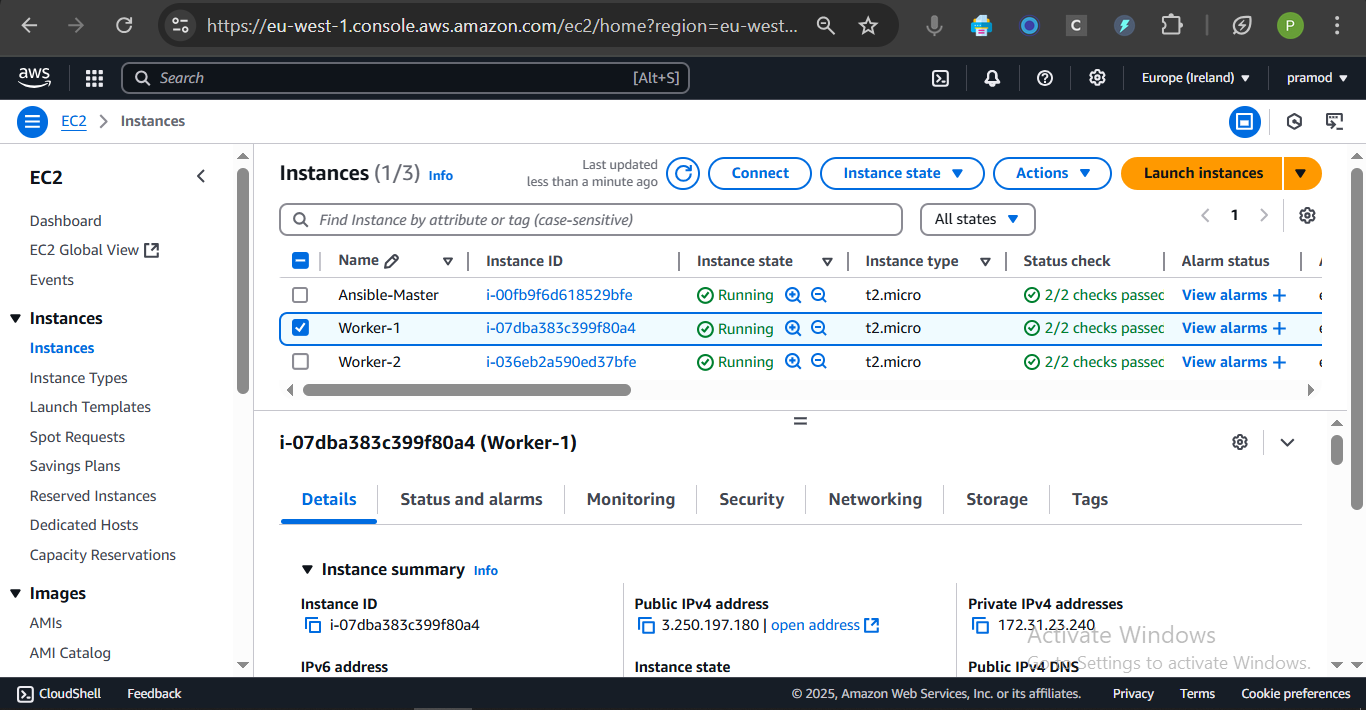 https://eu-west-1.console.aws.amazon.com/ec2/home?region=eu-west...
C
P
aws
Search [Alt+S]
Europe (Ireland)
pramod
EC2 > Instances
EC2
Dashboard
EC2 Global View
Events
Instances
Instances
Instance Types
Launch Templates
Spot Requests
Savings Plans
Reserved Instances
Dedicated Hosts
Capacity Reservations
Images
AMIs
AMI Catalog
Instances (1/3) Info
Last updated
less than a minute ago
Connect
Instance state
Actions
Launch instances
Find Instance by attribute or tag (case-sensitive)
All states
1
Name Instance ID Instance state Instance type Status check Alarm status
Ansible-Master i-00fb9f6d618529bfe Running t2.micro 2/2 checks passec View alarms +
Worker-1 i-07dba383c399f80a4 Running t2.micro 2/2 checks passec View alarms +
Worker-2 i-036eb2a590ed37bfe Running t2.micro 2/2 checks passec View alarms +
i-07dba383c399f80a4 (Worker-1)
Details Status and alarms Monitoring Security Networking Storage Tags
Instance summary Info
Instance ID
i-07dba383c399f80a4
Public IPv4 address
3.250.197.180 | open address
Private IPv4 addresses
172.31.23.240
IPv6 address
Instance state
Public IPv4 DNS
Activate Windows
Go to Settings to activate Windows.
CloudShell Feedback
© 2025, Amazon Web Services, Inc. or its affiliates. Privacy Terms Cookie preferences